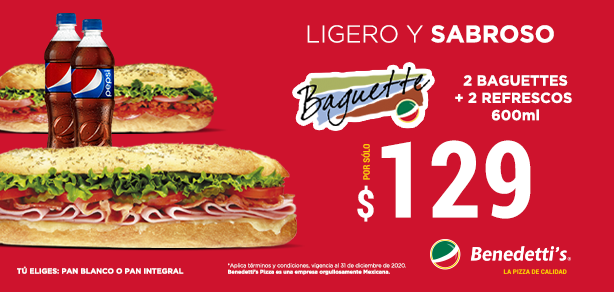 LIGERO Y SABROSO
Baguette
2 BAGUETTES
+ 2 REFRESCOS
600ml
POR SÓLO
$129
pepsi
Benedetti's®
LA PIZZA DE CALIDAD
TÚ ELIGES: PAN BLANCO O PAN INTEGRAL
*Aplica términos y condiciones, vigencia al 31 de diciembre de 2020.
Benedetti's Pizza es una empresa orgullosamente Mexicana.